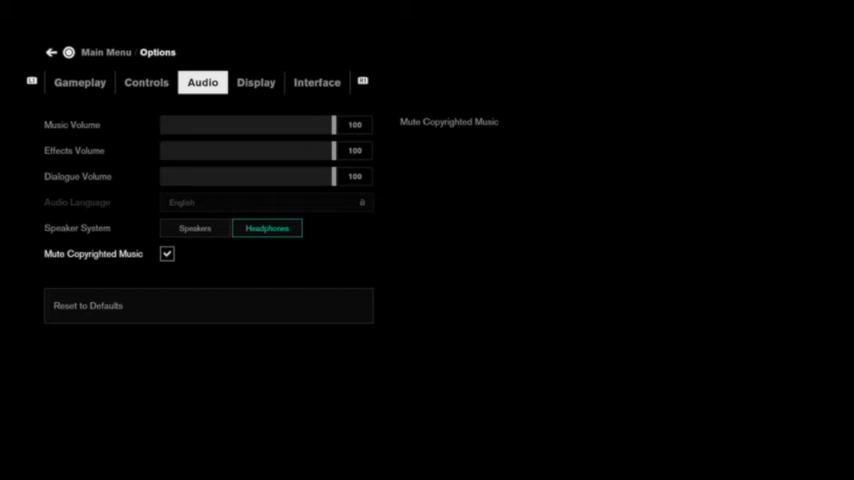 Main Menu / Options
L1 Gameplay Controls Audio Display Interface R1
Music Volume 100
Mute Copyrighted Music
Effects Volume 100
Dialogue Volume 100
Audio Language English
Speaker System Speakers Headphones
Mute Copyrighted Music
Reset to Defaults